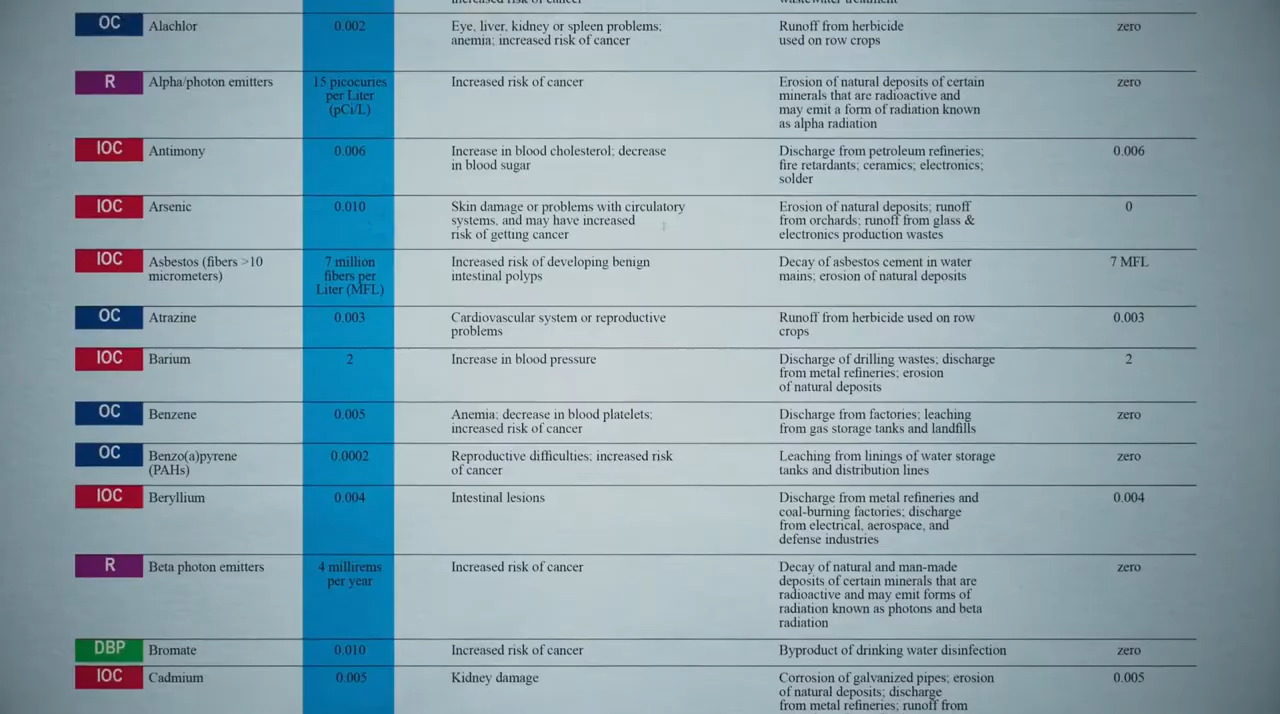 increased risk of cancer
wastewater treatment
OC
Alachlor
0.002
Eye, liver, kidney or spleen problems;
anemia; increased risk of cancer
Runoff from herbicide
used on row crops
zero
R
Alpha/photon emitters
15 picocuries
per Liter
(pCi/L)
Increased risk of cancer
Erosion of natural deposits of certain
minerals that are radioactive and
may emit a form of radiation known
as alpha radiation
zero
IOC
Antimony
0.006
Increase in blood cholesterol; decrease
in blood sugar
Discharge from petroleum refineries;
fire retardants; ceramics; electronics;
solder
0.006
IOC
Arsenic
0.010
Skin damage or problems with circulatory
systems, and may have increased
risk of getting cancer
Erosion of natural deposits; runoff
from orchards; runoff from glass &
electronics production wastes
0
IOC
Asbestos (fibers >10
micrometers)
7 million
fibers per
Liter (MFL)
Increased risk of developing benign
intestinal polyps
Decay of asbestos cement in water
mains; erosion of natural deposits
7 MFL
OC
Atrazine
0.003
Cardiovascular system or reproductive
problems
Runoff from herbicide used on row
crops
0.003
IOC
Barium
2
Increase in blood pressure
Discharge of drilling wastes; discharge
from metal refineries; erosion
of natural deposits
2
OC
Benzene
0.005
Anemia; decrease in blood platelets;
increased risk of cancer
Discharge from factories; leaching
from gas storage tanks and landfills
zero
OC
Benzo(a)pyrene
(PAHs)
0.0002
Reproductive difficulties; increased risk
of cancer
Leaching from linings of water storage
tanks and distribution lines
zero
IOC
Beryllium
0.004
Intestinal lesions
Discharge from metal refineries and
coal-burning factories; discharge
from electrical, aerospace, and
defense industries
0.004
R
Beta photon emitters
4 millirems
per year
Increased risk of cancer
Decay of natural and man-made
deposits of certain minerals that are
radioactive and may emit forms of
radiation known as photons and beta
radiation
zero
DBP
Bromate
0.010
Increased risk of cancer
Byproduct of drinking water disinfection
zero
IOC
Cadmium
0.005
Kidney damage
Corrosion of galvanized pipes; erosion
of natural deposits; discharge
from metal refineries; runoff from
0.005